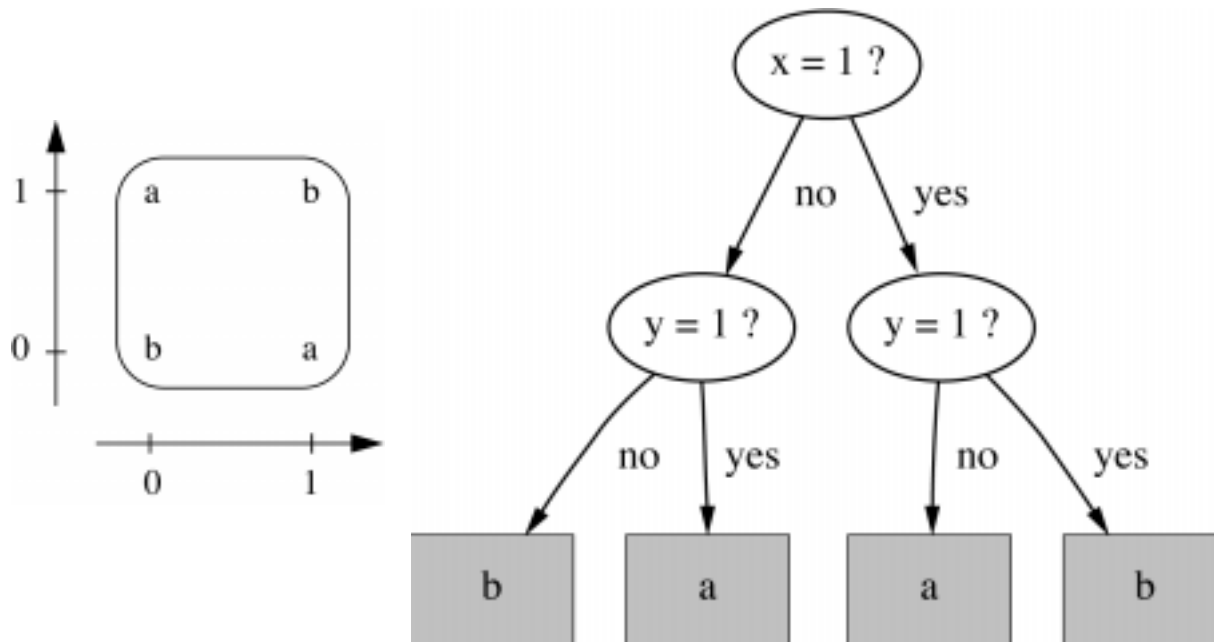 1
a b
0
b a
0 1
x = 1 ?
no yes
y = 1 ? y = 1 ?
no yes no yes
b a a b